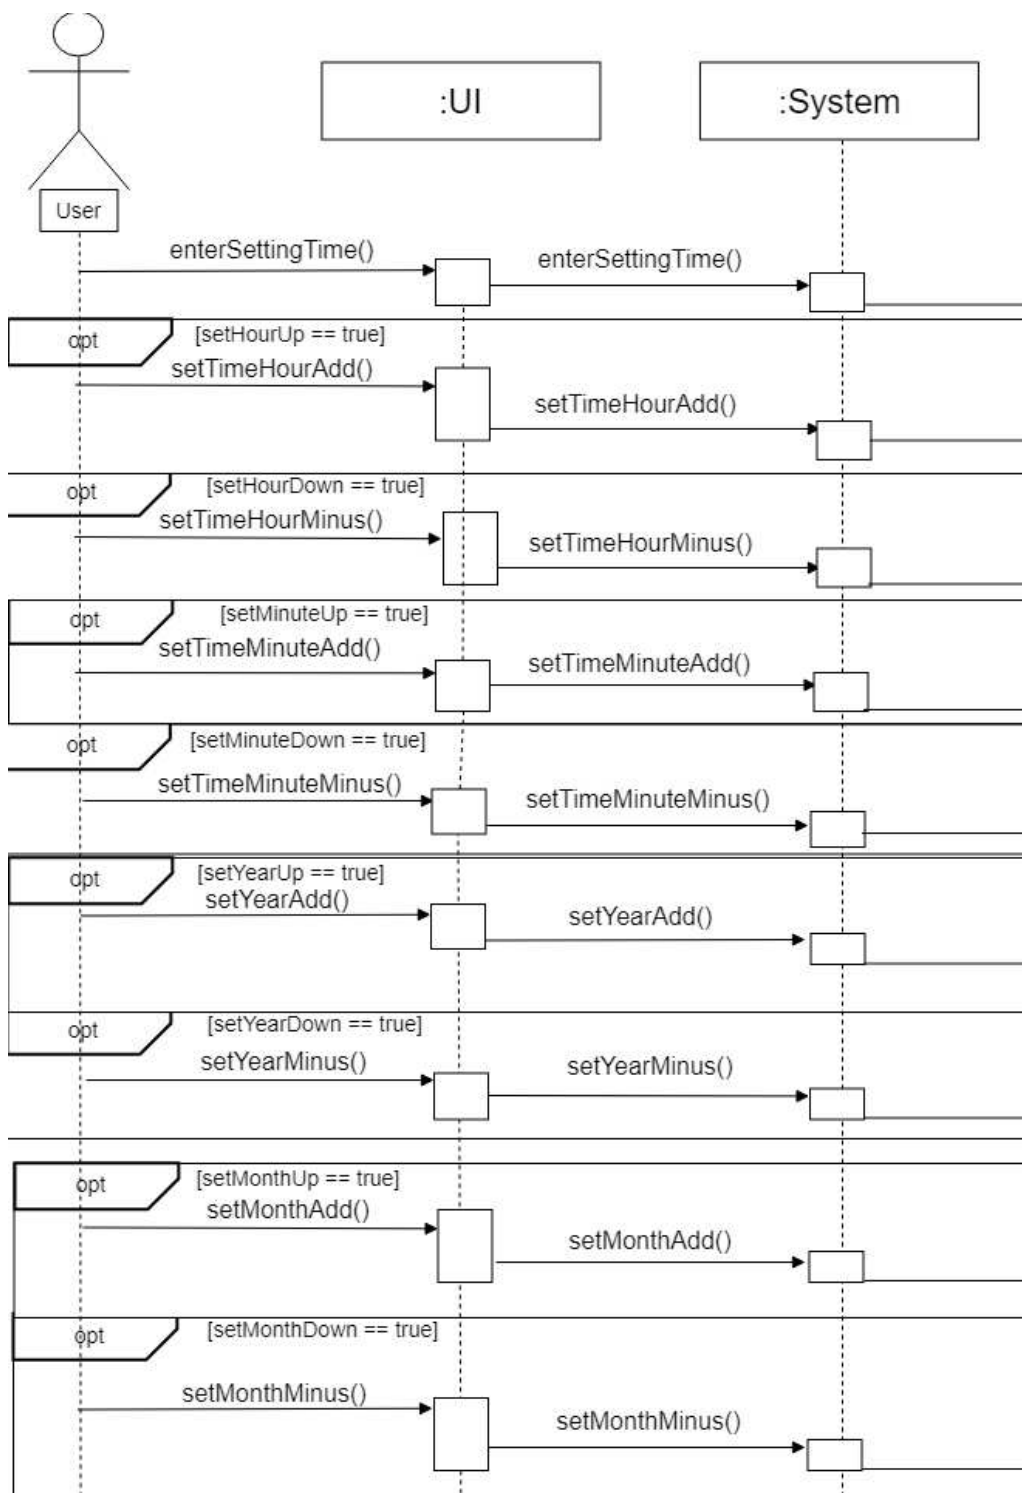 :UI
:System
User
enterSettingTime()
enterSettingTime()
opt
[setHourUp == true]
setTimeHourAdd()
setTimeHourAdd()
opt
[setHourDown == true]
setTimeHourMinus()
setTimeHourMinus()
opt
[setMinuteUp == true]
setTimeMinuteAdd()
setTimeMinuteAdd()
opt
[setMinuteDown == true]
setTimeMinuteMinus()
setTimeMinuteMinus()
opt
[setYearUp == true]
setYearAdd()
setYearAdd()
opt
[setYearDown == true]
setYearMinus()
setYearMinus()
opt
[setMonthUp == true]
setMonthAdd()
setMonthAdd()
opt
[setMonthDown == true]
setMonthMinus()
setMonthMinus()